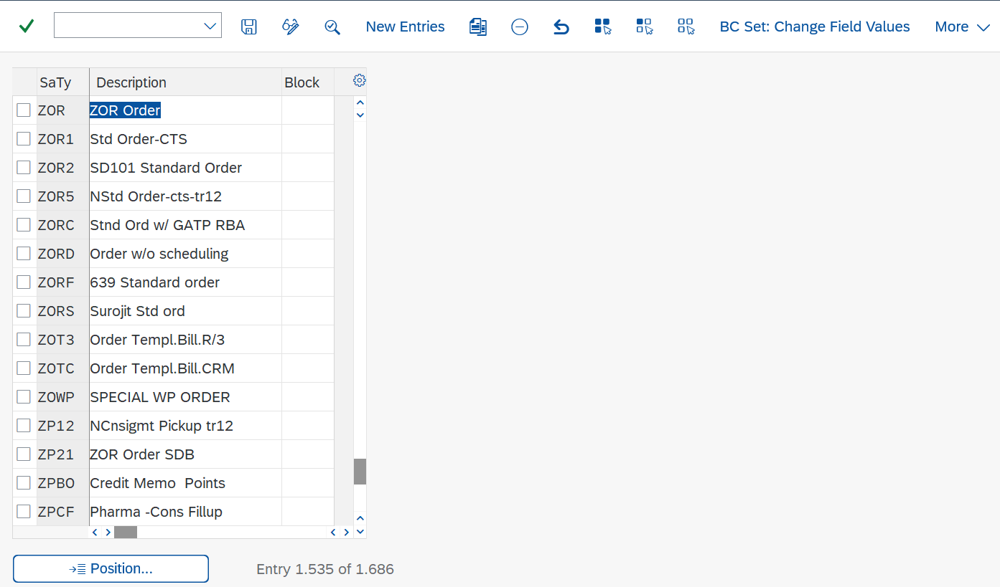 New Entries BC Set: Change Field Values More
SaTy Description Block
ZOR ZOR Order
ZOR1 Std Order-CTS
ZOR2 SD101 Standard Order
ZOR5 NStd Order-cts-tr12
ZORC Stnd Ord w/ GATP RBA
ZORD Order w/o scheduling
ZORF 639 Standard order
ZORS Surojit Std ord
ZOT3 Order Templ.Bill.R/3
ZOTC Order Templ.Bill.CRM
ZOWP SPECIAL WP ORDER
ZP12 NCnsigmt Pickup tr12
ZP21 ZOR Order SDB
ZPBO Credit Memo  Points
ZPCF Pharma -Cons Fillup
Position... Entry 1.535 of 1.686